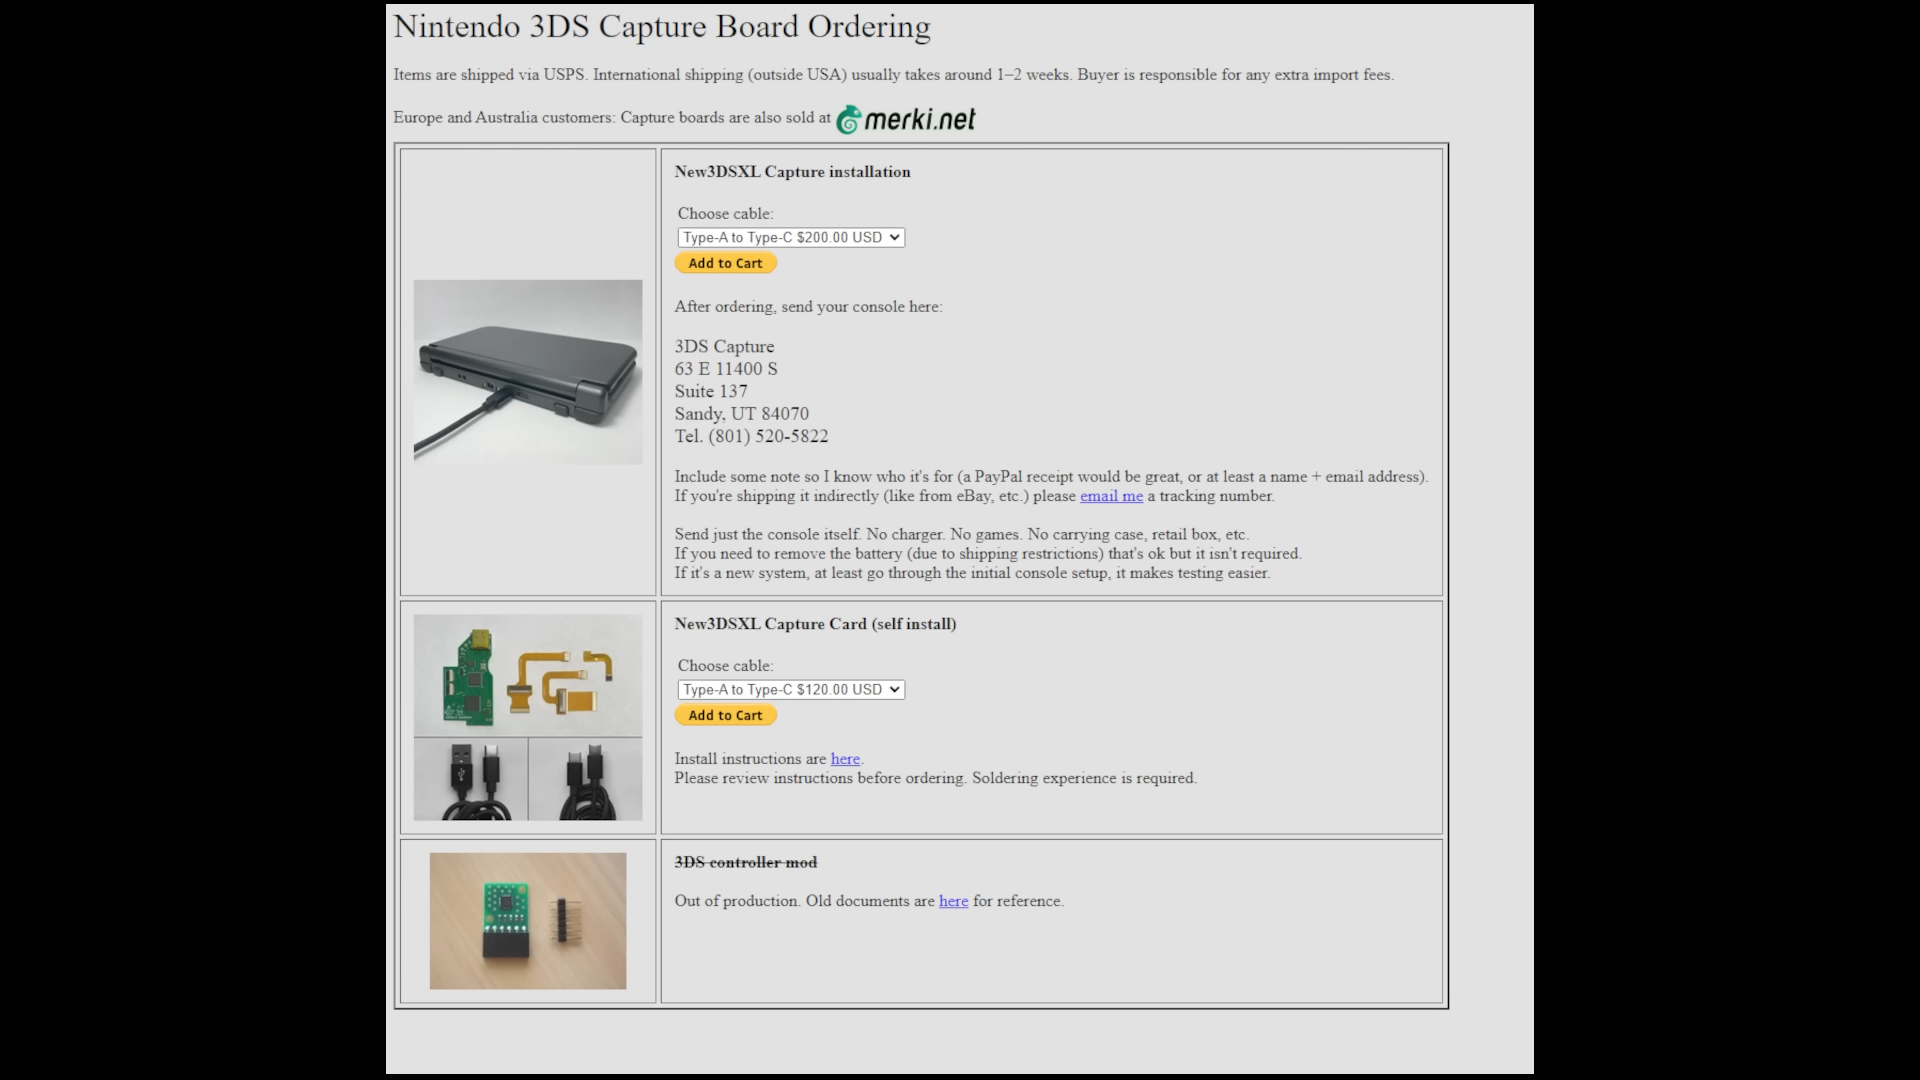 Nintendo 3DS Capture Board Ordering
Items are shipped via USPS. International shipping (outside USA) usually takes around 1–2 weeks. Buyer is responsible for any extra import fees.
Europe and Australia customers: Capture boards are also sold at merki.net
New3DSXL Capture installation
Choose cable:
Type-A to Type-C $200.00 USD
Add to Cart
After ordering, send your console here:
3DS Capture
63 E 11400 S
Suite 137
Sandy, UT 84070
Tel. (801) 520-5822
Include some note so I know who it's for (a PayPal receipt would be great, or at least a name + email address).
If you're shipping it indirectly (like from eBay, etc.) please email me a tracking number.
Send just the console itself. No charger. No games. No carrying case, retail box, etc.
If you need to remove the battery (due to shipping restrictions) that's ok but it isn't required.
If it's a new system, at least go through the initial console setup, it makes testing easier.
New3DSXL Capture Card (self install)
Choose cable:
Type-A to Type-C $120.00 USD
Add to Cart
Install instructions are here.
Please review instructions before ordering. Soldering experience is required.
3DS controller mod
Out of production. Old documents are here for reference.